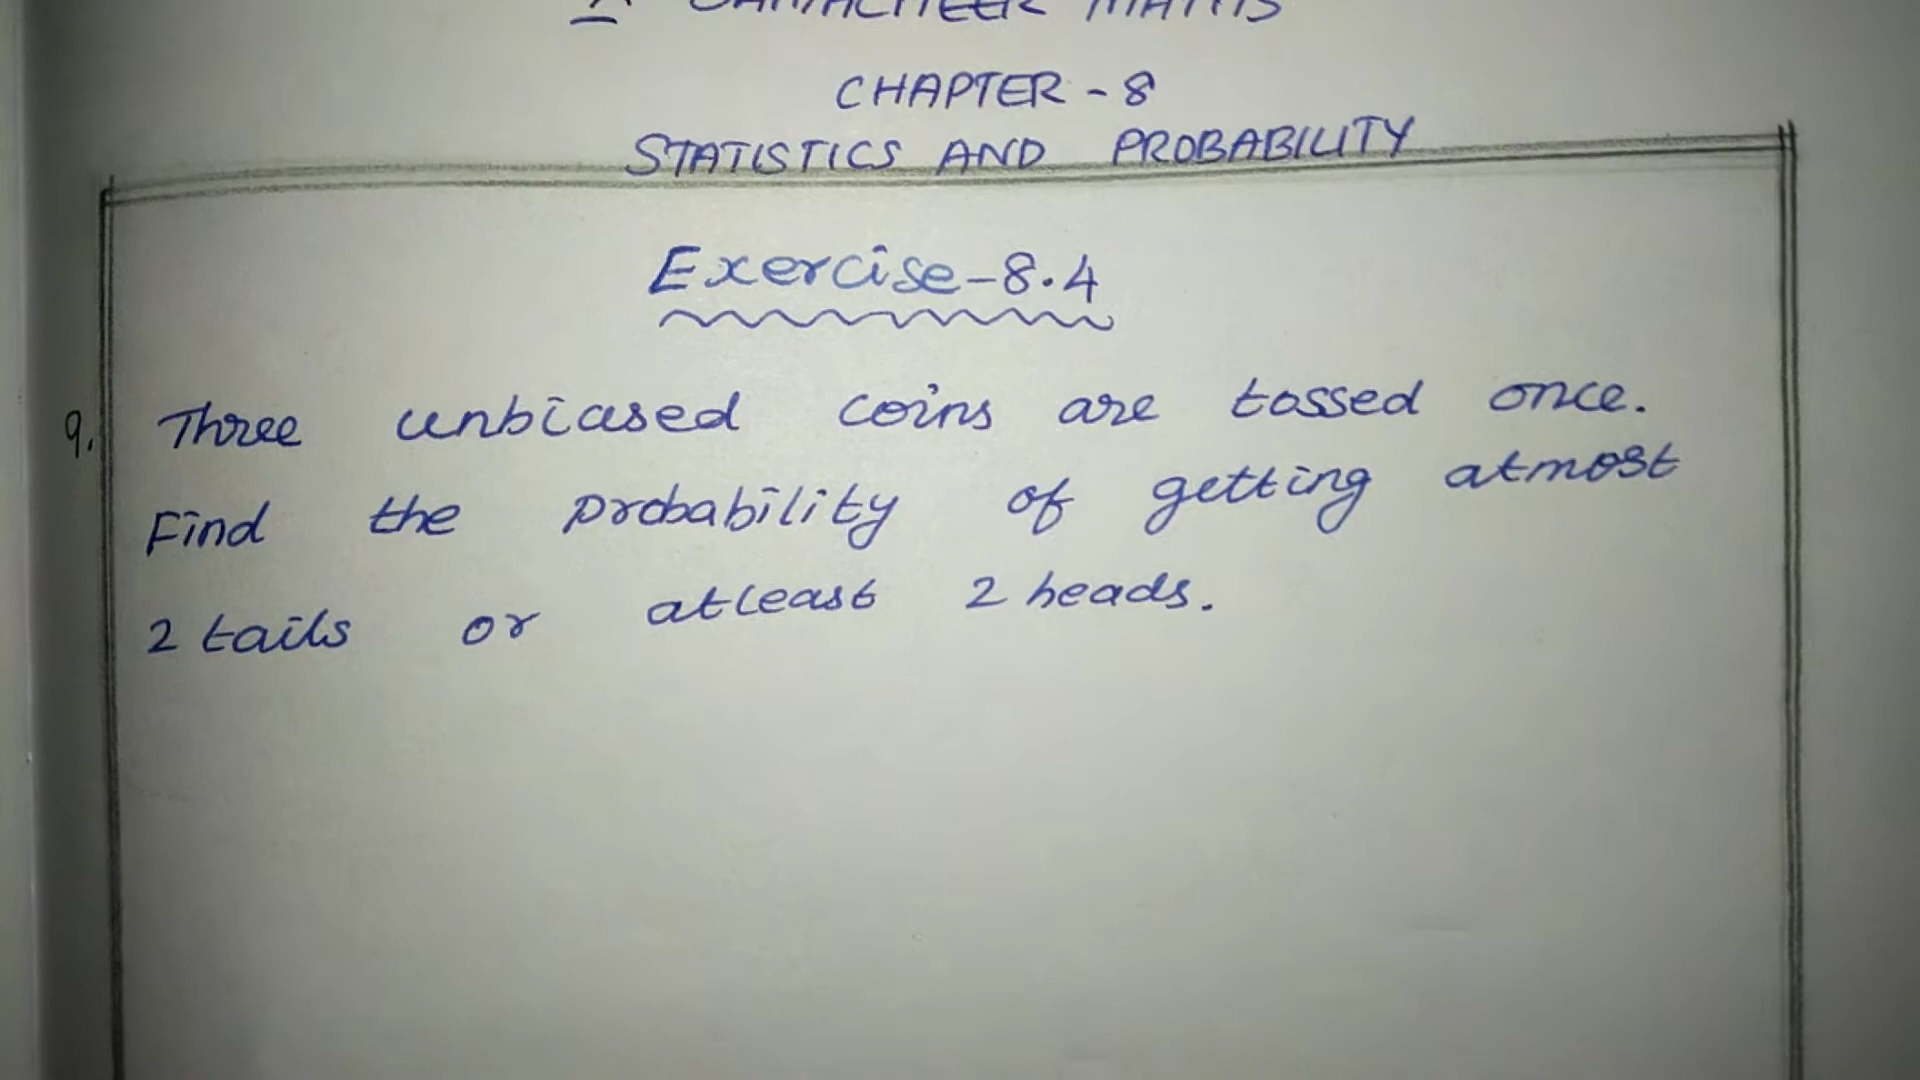 CHAPTER - 8
STATISTICS AND PROBABILITY
Exercise-8.4
9. Three unbiased coins are tossed once.
Find the probability of getting atmost
2 tails or atleast 2 heads.